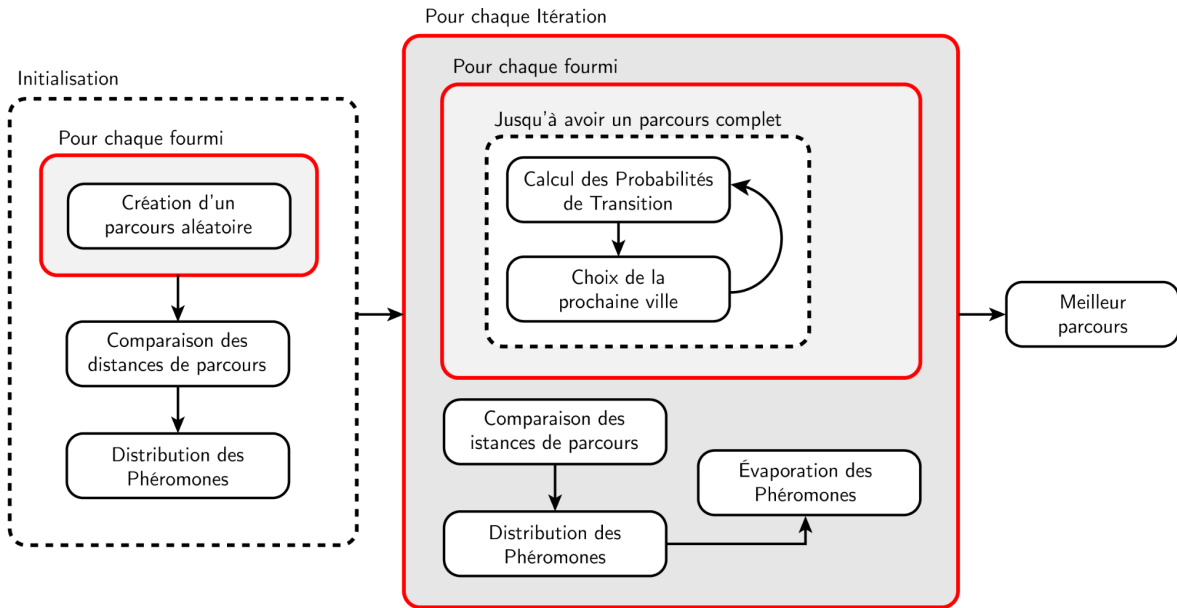 Initialisation
Pour chaque fourmi
Création d'un
parcours aléatoire
Comparaison des
distances de parcours
Distribution des
Phéromones
Pour chaque Itération
Pour chaque fourmi
Jusqu'à avoir un parcours complet
Calcul des Probabilités
de Transition
Choix de la
prochaine ville
Comparaison des
istances de parcours
Distribution des
Phéromones
Évaporation des
Phéromones
Meilleur
parcours